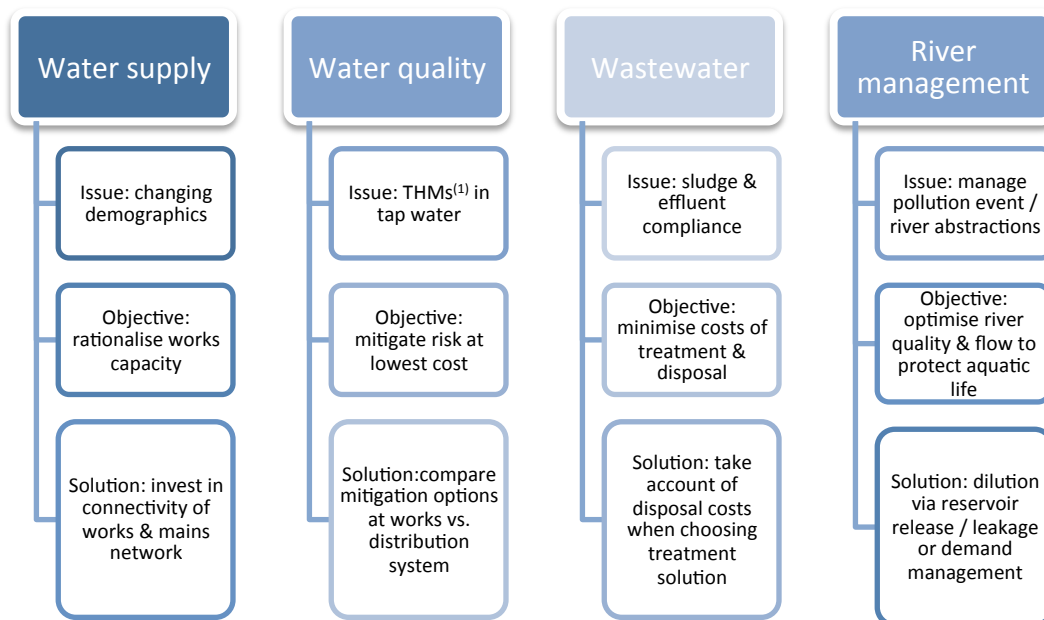 Water supply
Issue: changing
demographics
Objective:
rationalise works
capacity
Solution: invest in
connectivity of
works & mains
network
Water quality
Issue: THMs(1) in
tap water
Objective:
mitigate risk at
lowest cost
Solution:compare
mitigation options
at works vs.
distribution
system
Wastewater
Issue: sludge &
effluent
compliance
Objective:
minimise costs of
treatment &
disposal
Solution: take
account of
disposal costs
when choosing
treatment
solution
River
management
Issue: manage
pollution event /
river abstractions
Objective:
optimise river
quality & flow to
protect aquatic
life
Solution: dilution
via reservoir
release / leakage
or demand
management